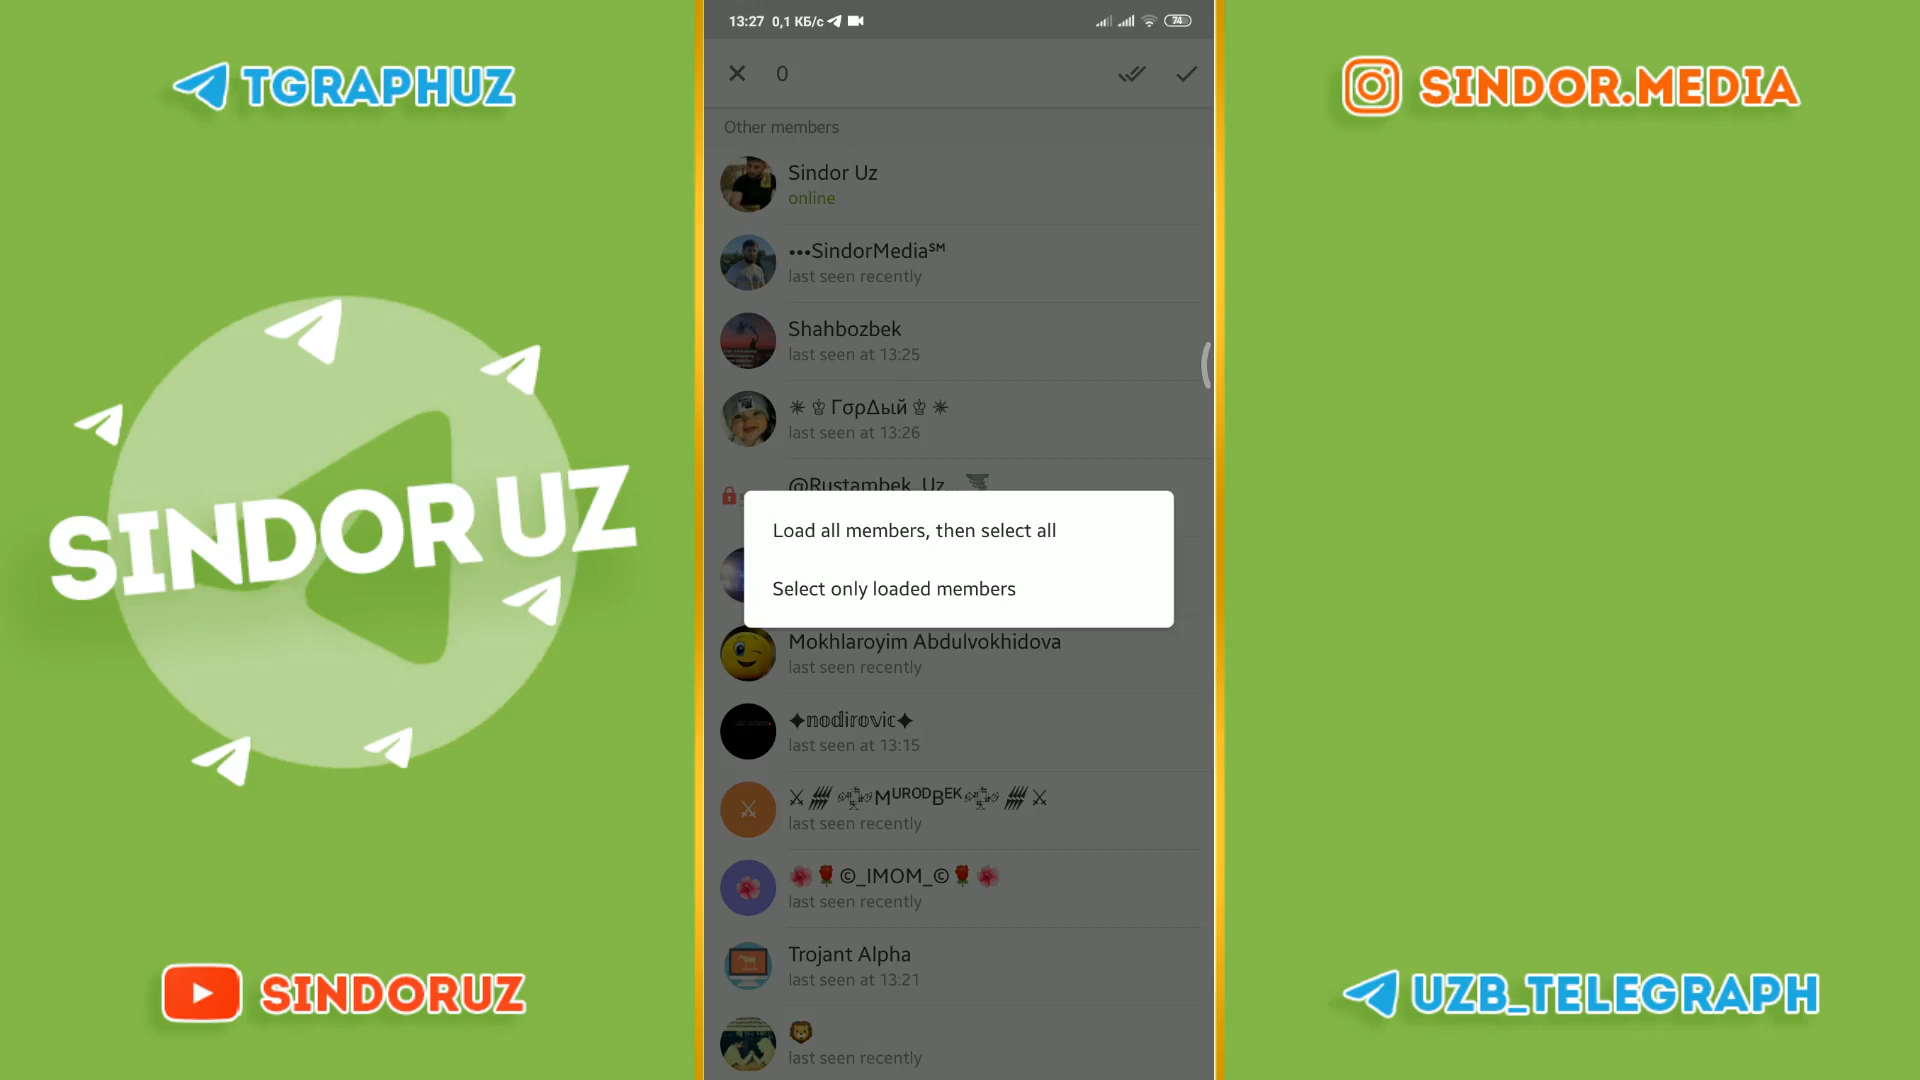 TGRAPHUZ
SINDOR UZ
SINDORUZ
13:27 0,1 КБ/с
74
0
Other members
Sindor Uz
online
•••SindorMedia℠
last seen recently
Shahbozbek
last seen at 13:25
✴♔ΓσρΔый♔✴
last seen at 13:26
@Rustambek_Uz...🌪
Load all members, then select all
Select only loaded members
Mokhlaroyim Abdulvokhidova
last seen recently
✦𝕟𝕠𝕕𝕚𝕣𝕠𝕧𝕚𝕔✦
last seen at 13:15
MᵁᴿᴼᴰBᴱᴷ
last seen recently
🌺🌹©_IMOM_©🌹🌺
last seen recently
Trojant Alpha
last seen at 13:21
🦁
last seen recently
SINDOR.MEDIA
UZB_TELEGRAPH